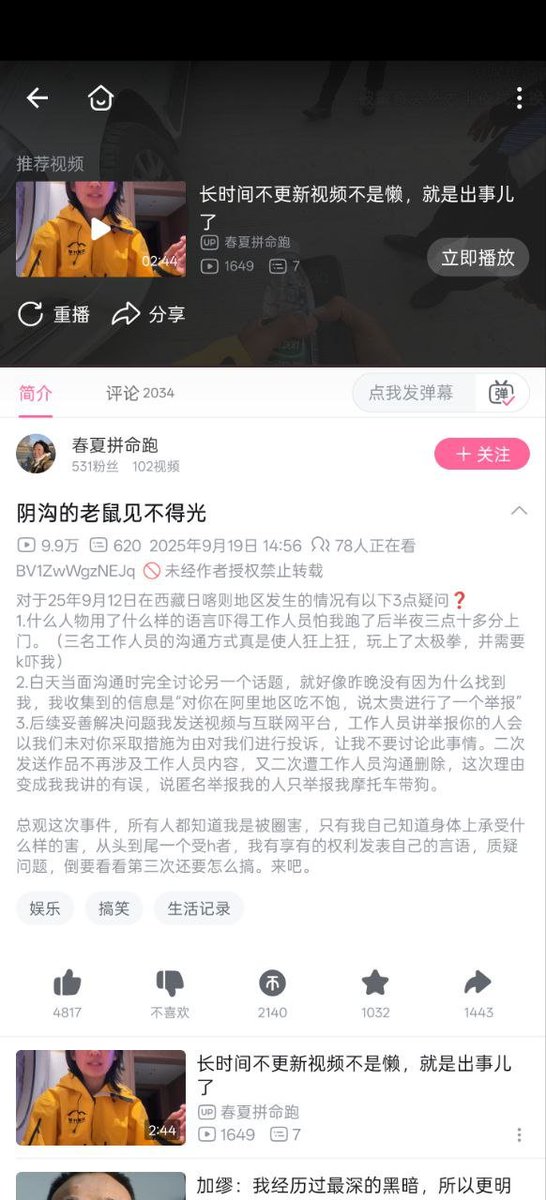 推荐视频
长时间不更新视频不是懒，就是出事儿
了
UP 春夏拼命跑
1649 7
立即播放
02:44
重播 分享
简介 评论 2034 点我发弹幕 弹
春夏拼命跑
531粉丝 102视频
＋关注
阴沟的老鼠见不得光
9.9万 620 2025年9月19日 14:56 78人正在看
BV1ZwWgzNEJq 未经作者授权禁止转载
对于25年9月12日在西藏日喀则地区发生的情况有以下3点疑问❓
1.什么人物用了什么样的语言吓得工作人员怕我跑了后半夜三点十多分上
门。（三名工作人员的沟通方式真是使人狂上狂，玩上了太极拳，并需要
k吓我）
2.白天当面沟通时完全讨论另一个话题，就好像昨晚没有因为什么找到
我，我收集到的信息是“对你在阿里地区吃不饱，说太贵进行了一个举报”
3.后续妥善解决问题我发送视频与互联网平台，工作人员讲举报你的人会
以我们未对你采取措施为由对我们进行投诉，让我不要讨论此事情。二次
发送作品不再涉及工作人员内容，又二次遭工作人员沟通删除，这次理由
变成我我讲的有误，说匿名举报我的人只举报我摩托车带狗。
总观这次事件，所有人都知道我是被圈害，只有我自己知道身体上承受什
么样的害，从头到尾一个受h者，我有享有的权利发表自己的言语，质疑
问题，倒要看看第三次还要怎么搞。来吧。
娱乐 搞笑 生活记录
4817 不喜欢 2140 1032 1443
长时间不更新视频不是懒，就是出事儿
了
UP 春夏拼命跑
1649 7
2:44
加缪：我经历过最深的黑暗，所以更明